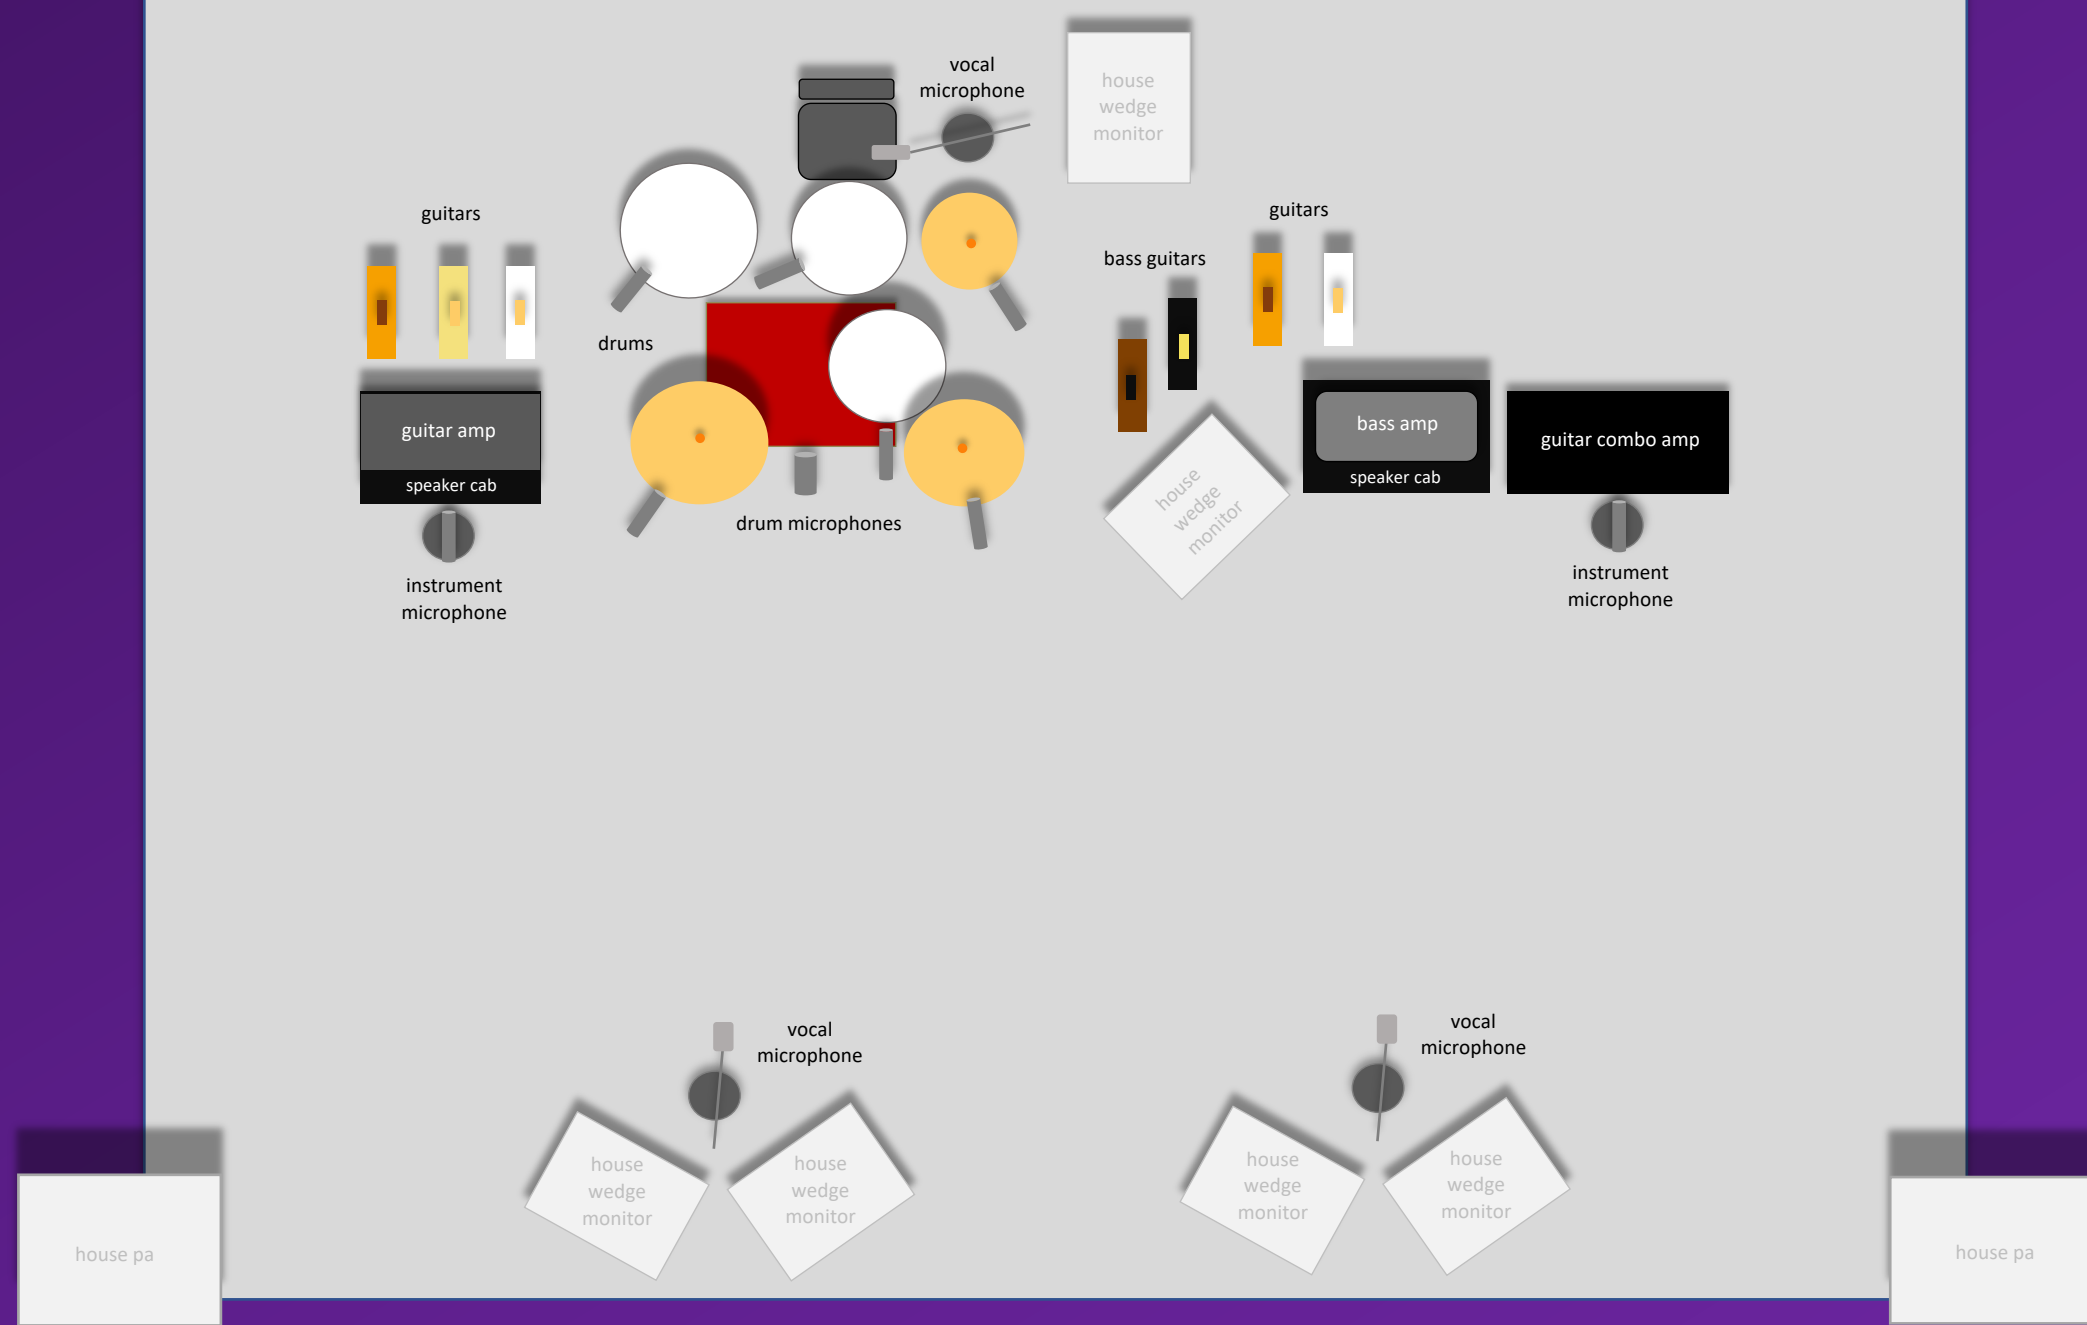 vocal
microphone
house
wedge
monitor
guitars
guitars
bass guitars
drums
guitar amp
speaker cab
bass amp
speaker cab
guitar combo amp
house
wedge
monitor
drum microphones
instrument
microphone
instrument
microphone
vocal
microphone
vocal
microphone
house
wedge
monitor
house
wedge
monitor
house
wedge
monitor
house
wedge
monitor
house pa
house pa